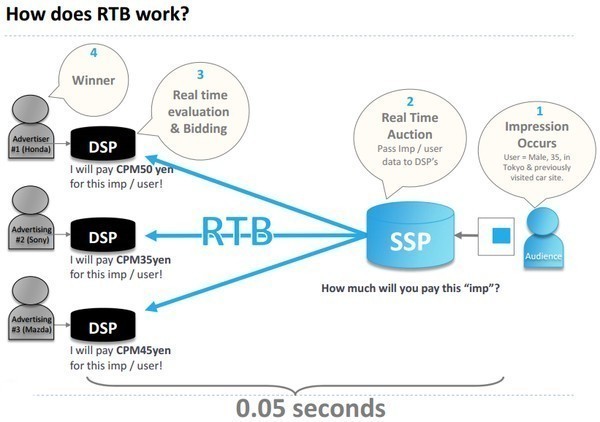 How does RTB work?
4
Winner
3
Real time
evaluation
& Bidding
2
Real Time
Auction
Pass Imp / user
data to DSP's
1
Impression
Occurs
User = Male, 35, in
Tokyo & previously
visited car site.
Advertiser
#1 (Honda)
DSP
I will pay CPM50 yen
for this imp / user!
Advertising
#2 (Sony)
DSP
I will pay CPM35yen
for this imp / user!
Advertising
#3 (Mazda)
DSP
I will pay CPM45yen
for this imp / user!
RTB
SSP
Audience
How much will you pay this “imp”?
0.05 seconds